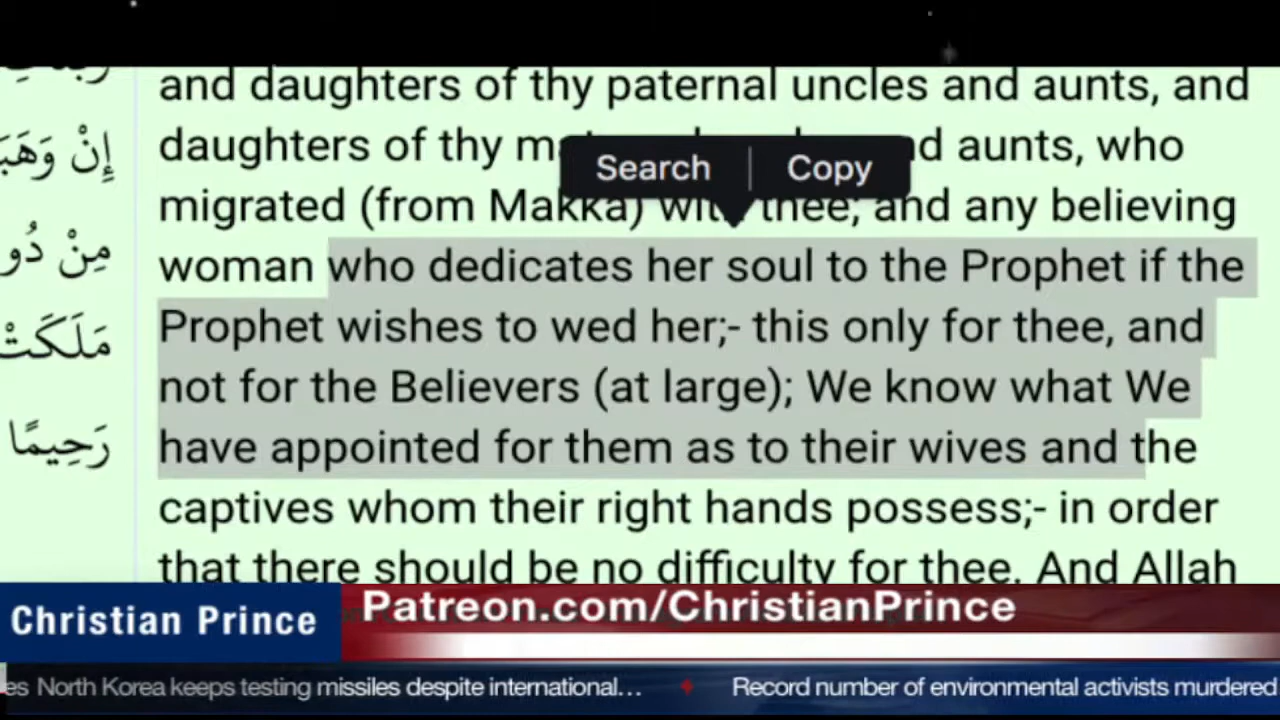 and daughters of thy paternal uncles and aunts, and
daughters of thy and aunts, who
migrated (from Makka) with thee; and any believing
woman who dedicates her soul to the Prophet if the
Prophet wishes to wed her;- this only for thee, and
not for the Believers (at large); We know what We
have appointed for them as to their wives and the
captives whom their right hands possess;- in order
that there should be no difficulty for thee. And Allah
Search
Copy
إِنْ
مِنْ
مَلَكَتْ
رَحِيمًا
Christian Prince
Patreon.com/ChristianPrince
es North Korea keeps testing missiles despite international... Record number of environmental activists murdered